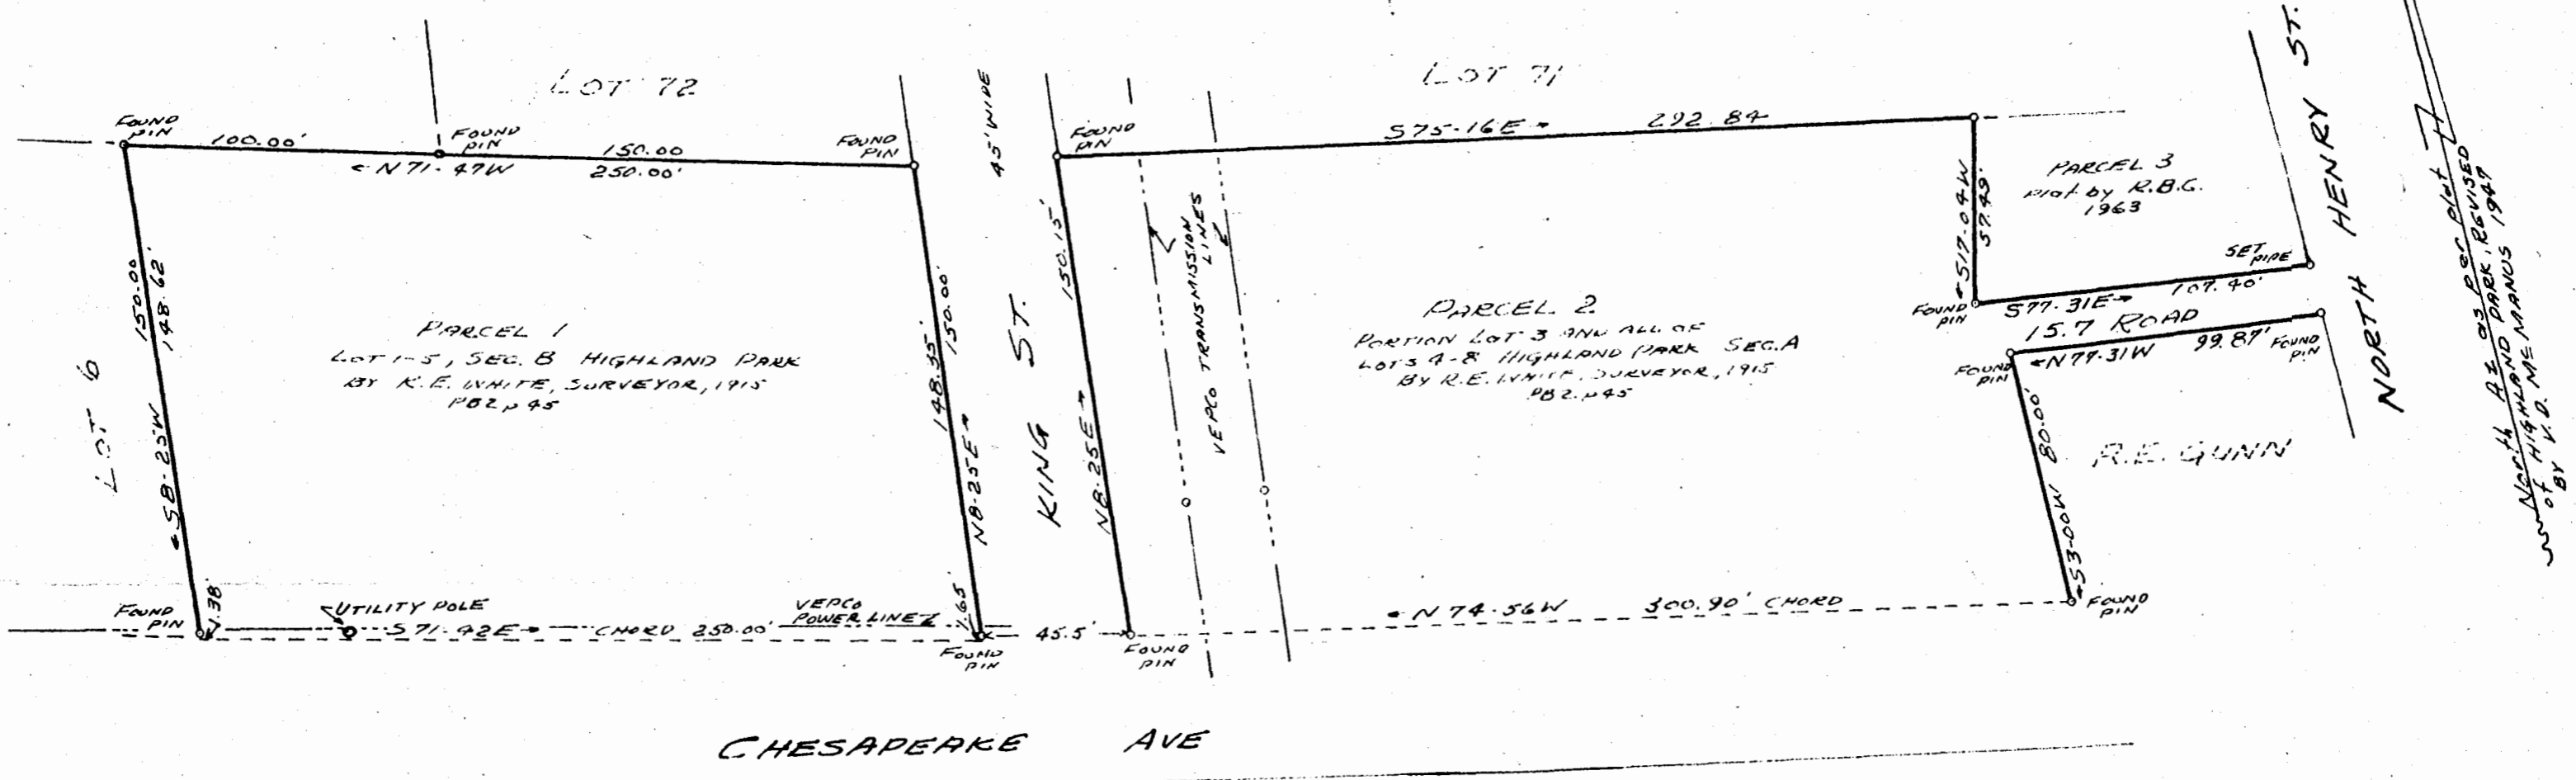 LOT 72
LOT 71
FOUND
PIN
100.00'
FOUND
PIN
150.00
← N71-47W
250.00'
FOUND
PIN
45' WIDE
FOUND
PIN
S75-16E →
292.84
NORTH HENRY ST.
PARCEL 3
Plat by R.B.G.
1963
← S17-04W
57.49'
SET
PIPE
FOUND
PIN
S77-31E →
107.40'
15.7 ROAD
← N77-31W
99.87'
FOUND
PIN
FOUND
PIN
North Az as per plat
of HIGHLAND PARK, REVISED
BY V.D. McMANUS 1947
LOT 6
150.00
148.62'
← S8-25W
1.38'
PARCEL 1
LOT 1-5, SEC. B HIGHLAND PARK
BY R.E. WHITE, SURVEYOR, 1915
PB2 p 45
148.35'
150.00'
N8-25E →
1.65'
KING ST.
150.15'
N8-25E →
VEPCO TRANSMISSION
LINES
PARCEL 2
PORTION LOT 3 AND ALL OF
LOTS 4-8 HIGHLAND PARK SEC. A
BY R.E. WHITE, SURVEYOR, 1915
PB 2. p 45
R.E. GUNN
80.00'
← S3-00W
FOUND
PIN
UTILITY POLE
S71-42E →
CHORD 250.00'
VEPCO
POWER LINE
FOUND
PIN
← 45.5' →
FOUND
PIN
← N 74-56W
300.90' CHORD
FOUND
PIN
CHESAPEAKE AVE